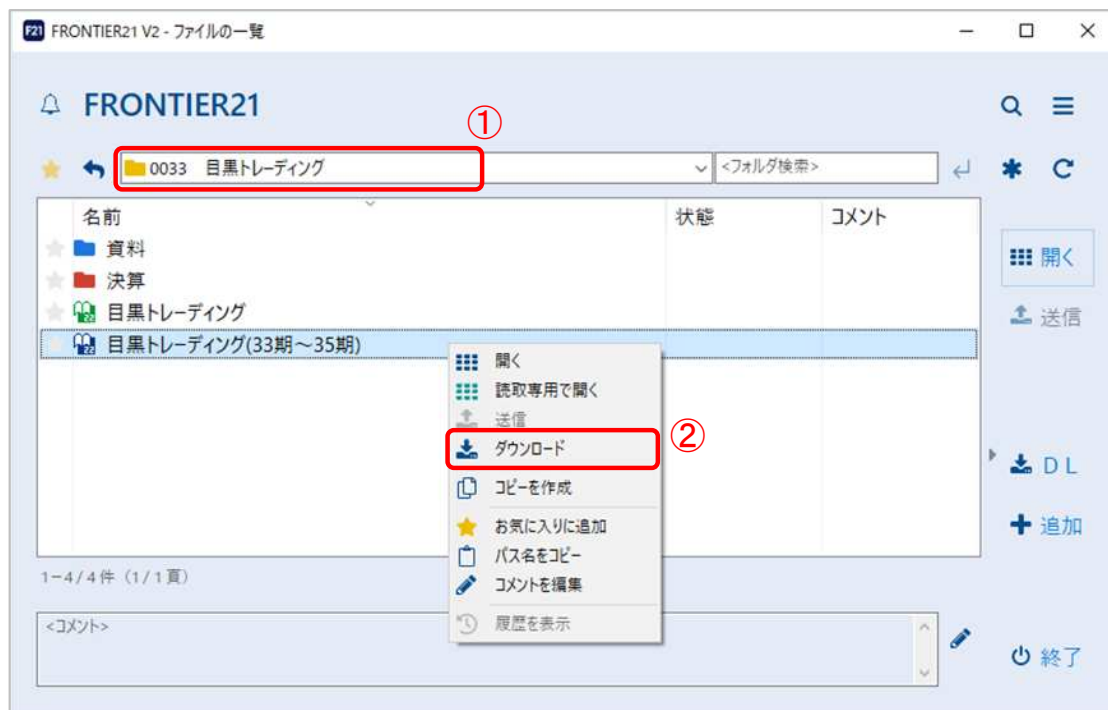 F21 FRONTIER21 V2 - ファイルの一覧
FRONTIER21
①
0033 目黒トレーディング
<フォルダ検索>
名前 状態 コメント
資料
開く
決算
目黒トレーディング
送信
目黒トレーディング(33期～35期)
開く
読取専用で開く
送信
ダウンロード
②
DL
コピーを作成
お気に入りに追加
追加
パス名をコピー
1-4/4件 (1/1頁)
コメントを編集
<コメント>
履歴を表示
終了